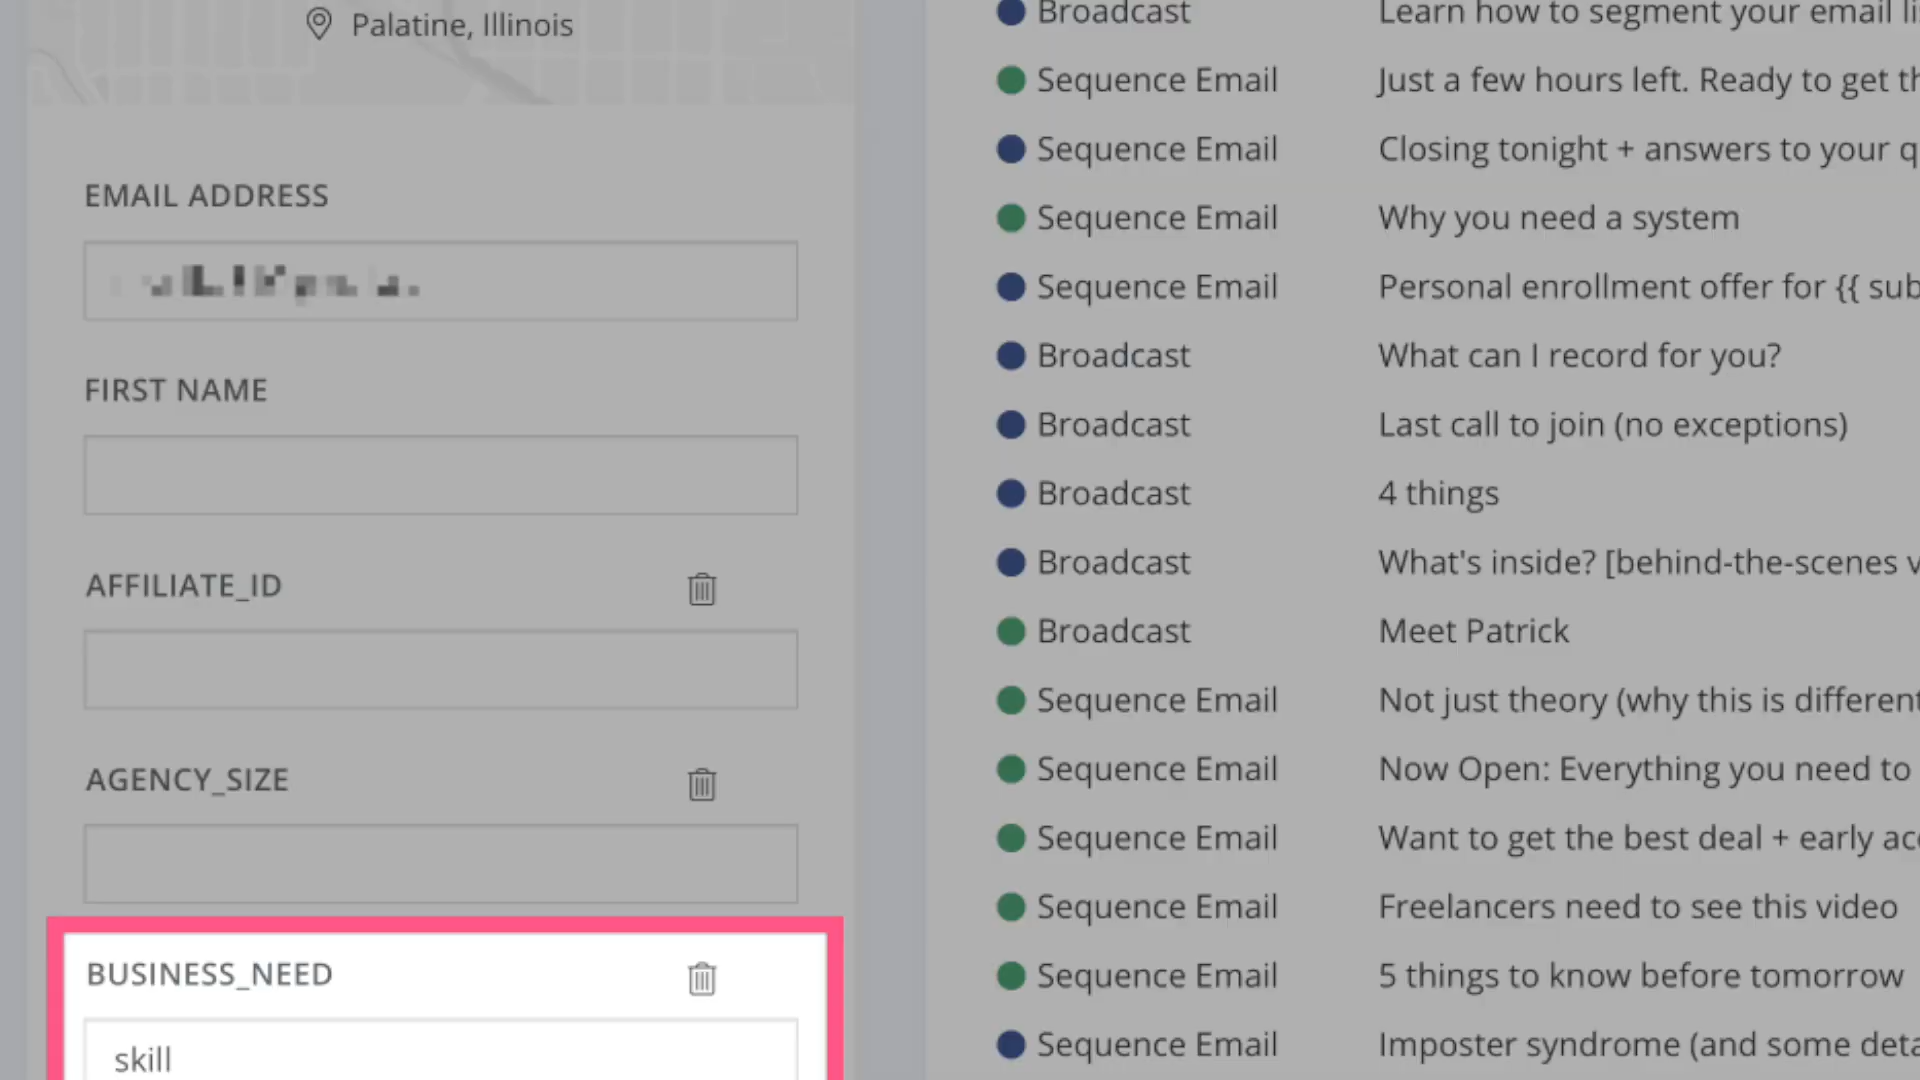 Palatine, Illinois
EMAIL ADDRESS
FIRST NAME
AFFILIATE_ID
AGENCY_SIZE
BUSINESS_NEED
skill
Broadcast Learn how to segment your email
Sequence Email Just a few hours left. Ready to get
Sequence Email Closing tonight + answers to your
Sequence Email Why you need a system
Sequence Email Personal enrollment offer for {{ sub
Broadcast What can I record for you?
Broadcast Last call to join (no exceptions)
Broadcast 4 things
Broadcast What's inside? [behind-the-scenes
Broadcast Meet Patrick
Sequence Email Not just theory (why this is different
Sequence Email Now Open: Everything you need to
Sequence Email Want to get the best deal + early
Sequence Email Freelancers need to see this video
Sequence Email 5 things to know before tomorrow
Sequence Email Imposter syndrome (and some